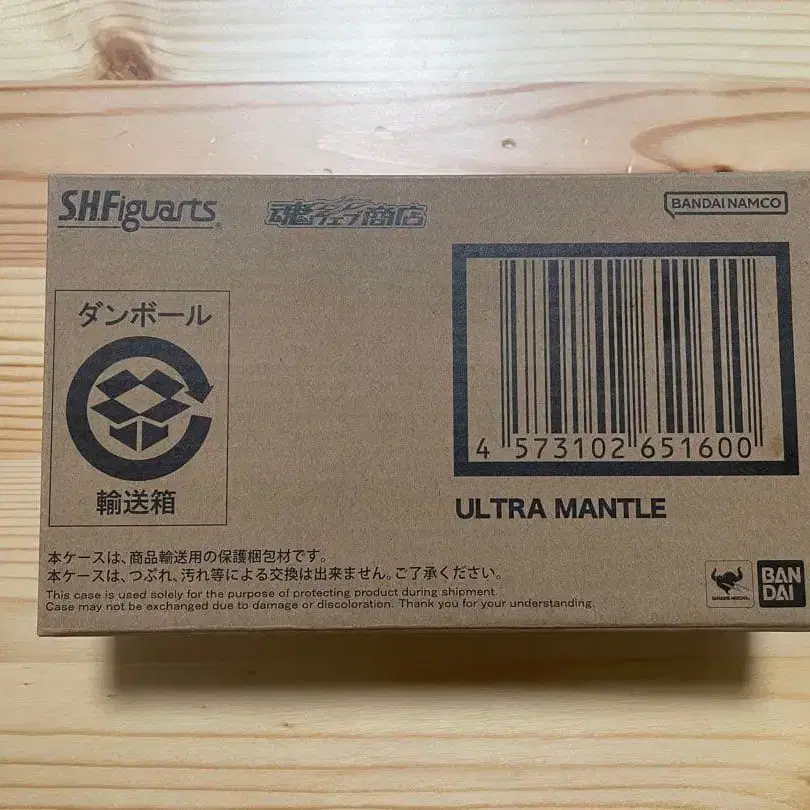 S.H.Figuarts
魂ウェブ商店
BANDAI NAMCO
ダンボール
輸送箱
4 573102 651600
ULTRA MANTLE
本ケースは、商品輸送用の保護梱包材です。
本ケースは、つぶれ、汚れ等による交換は出来ません。ご了承ください。
This case is used solely for the purpose of protecting product during shipment.
Case may not be exchanged due to damage or discoloration. Thank you for your understanding.
BAN
DAI